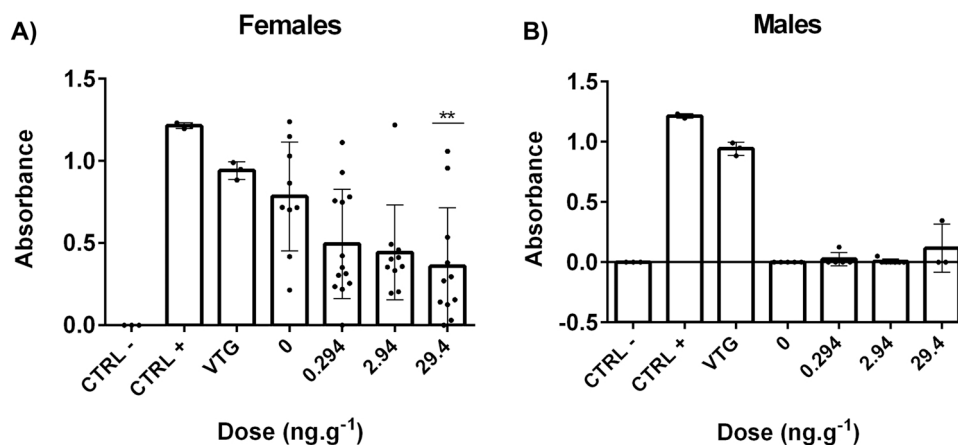 A)
Females
Absorbance
1.5
1.0
0.5
0.0
**
CTRL -
CTRL +
VTG
0
0.294
2.94
29.4
Dose (ng.g-1)
B)
Males
Absorbance
1.5
1.0
0.5
0.0
-0.5
CTRL -
CTRL +
VTG
0
0.294
2.94
29.4
Dose (ng.g-1)